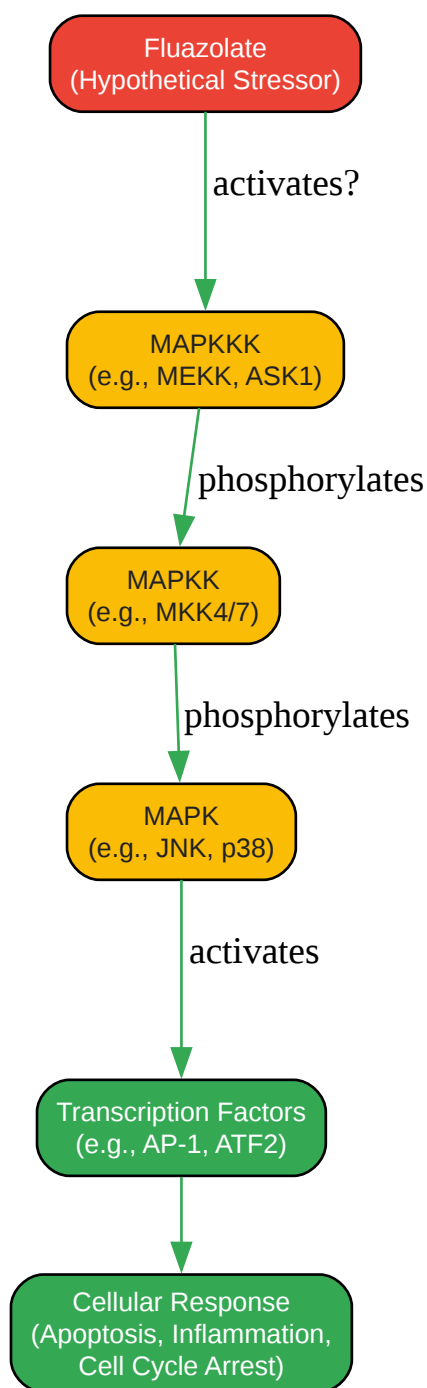 Fluazolate
(Hypothetical Stressor)
activates?
MAPKKK
(e.g., MEKK, ASK1)
phosphorylates
MAPKK
(e.g., MKK4/7)
phosphorylates
MAPK
(e.g., JNK, p38)
activates
Transcription Factors
(e.g., AP-1, ATF2)
Cellular Response
(Apoptosis, Inflammation,
Cell Cycle Arrest)